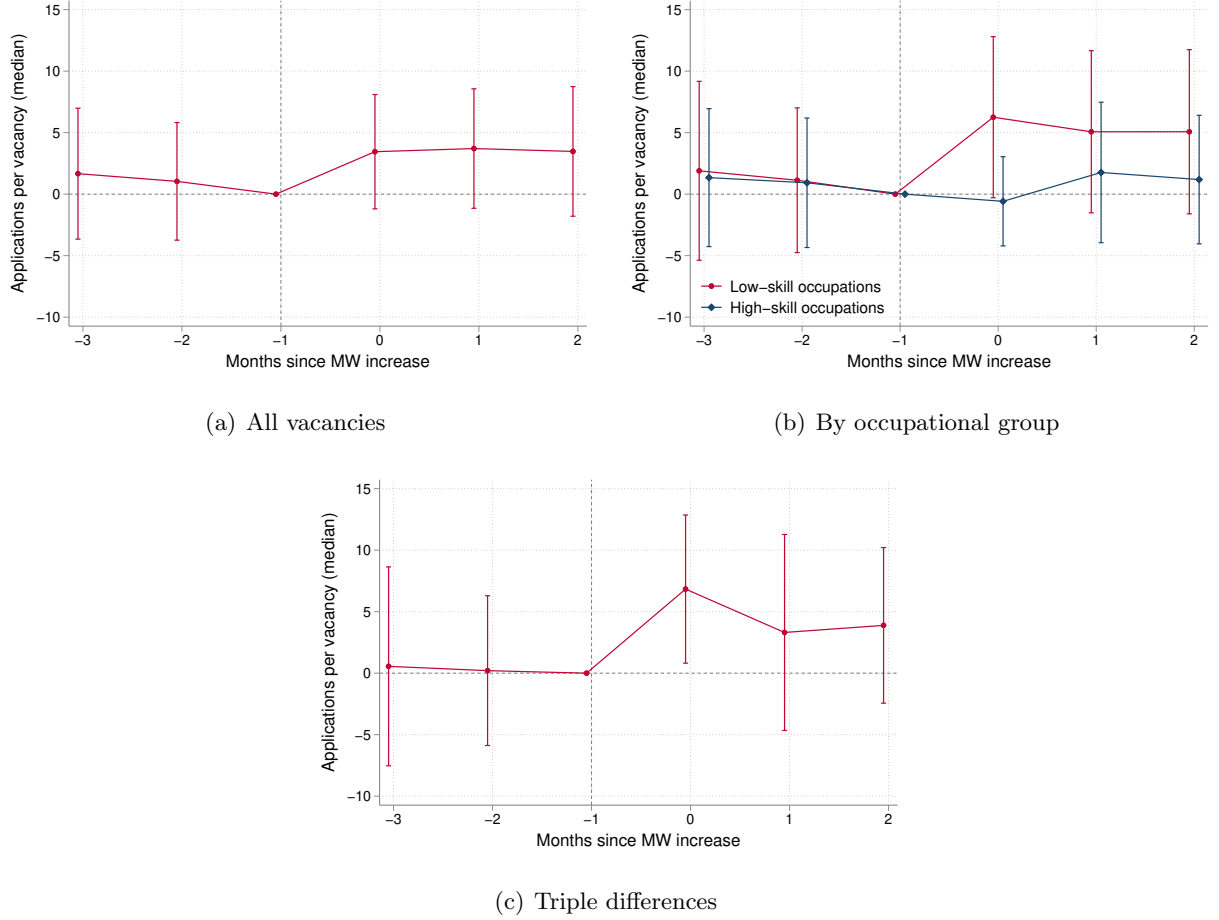 Applications per vacancy (median)
15
10
5
0
−5
−10
−3 −2 −1 0 1 2
Months since MW increase
(a) All vacancies
Applications per vacancy (median)
15
10
5
0
−5
−10
Low−skill occupations
High−skill occupations
−3 −2 −1 0 1 2
Months since MW increase
(b) By occupational group
Applications per vacancy (median)
15
10
5
0
−5
−10
−3 −2 −1 0 1 2
Months since MW increase
(c) Triple differences